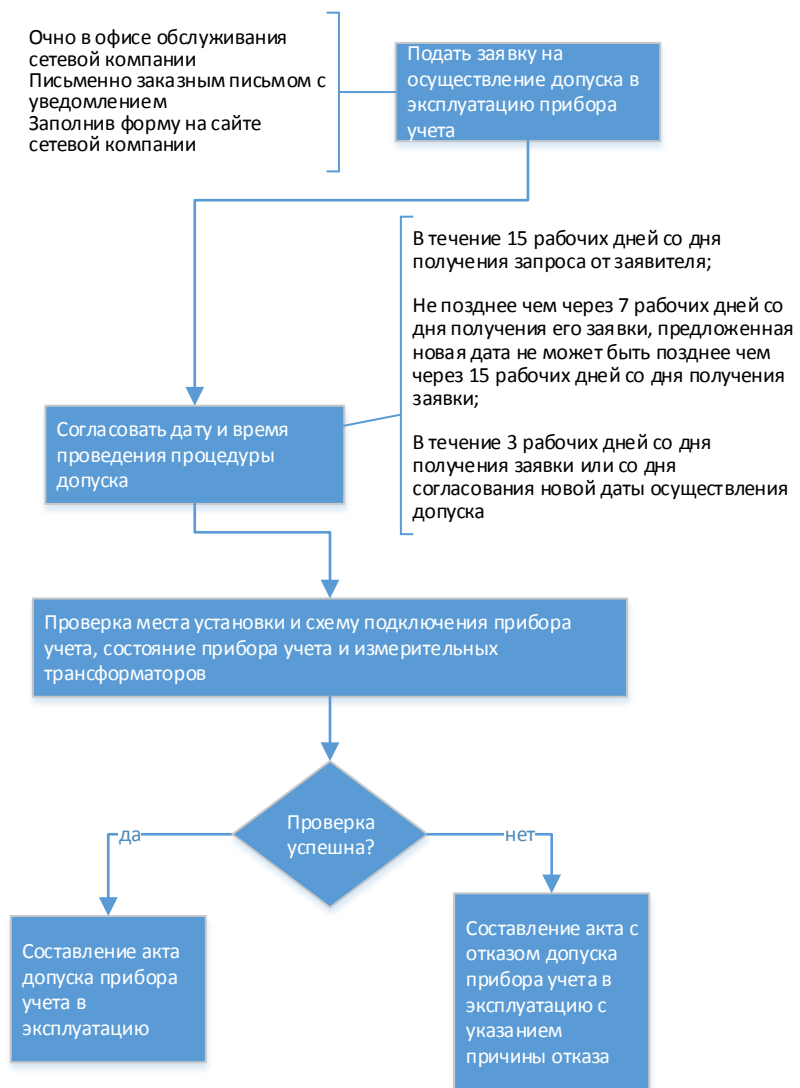 Очно в офисе обслуживания
сетевой компании
Письменно заказным письмом с
уведомлением
Заполнив форму на сайте
сетевой компании
Подать заявку на
осуществление допуска в
эксплуатацию прибора
учета
В течение 15 рабочих дней со дня
получения запроса от заявителя;
Не позднее чем через 7 рабочих дней со
дня получения его заявки, предложенная
новая дата не может быть позднее чем
через 15 рабочих дней со дня получения
заявки;
В течение 3 рабочих дней со дня
получения заявки или со дня
согласования новой даты осуществления
допуска
Согласовать дату и время
проведения процедуры
допуска
Проверка места установки и схему подключения прибора
учета, состояние прибора учета и измерительных
трансформаторов
Проверка
успешна?
да
нет
Составление акта
допуска прибора
учета в
эксплуатацию
Составление акта с
отказом допуска
прибора учета в
эксплуатацию с
указанием
причины отказа